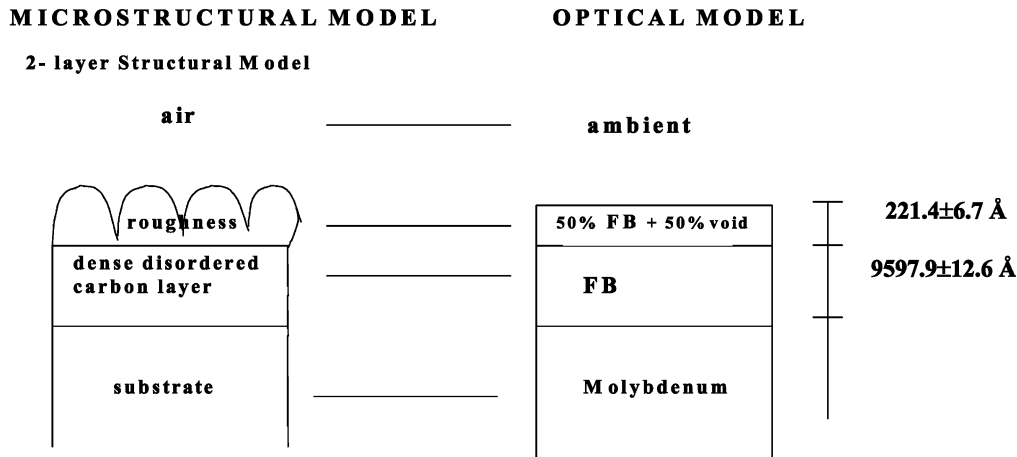 MICROSTRUCTURAL MODEL
OPTICAL MODEL
2- layer Structural Model
air
ambient
roughness
50% FB + 50% void
221.4±6.7 Å
dense disordered
carbon layer
FB
9597.9±12.6 Å
substrate
Molybdenum